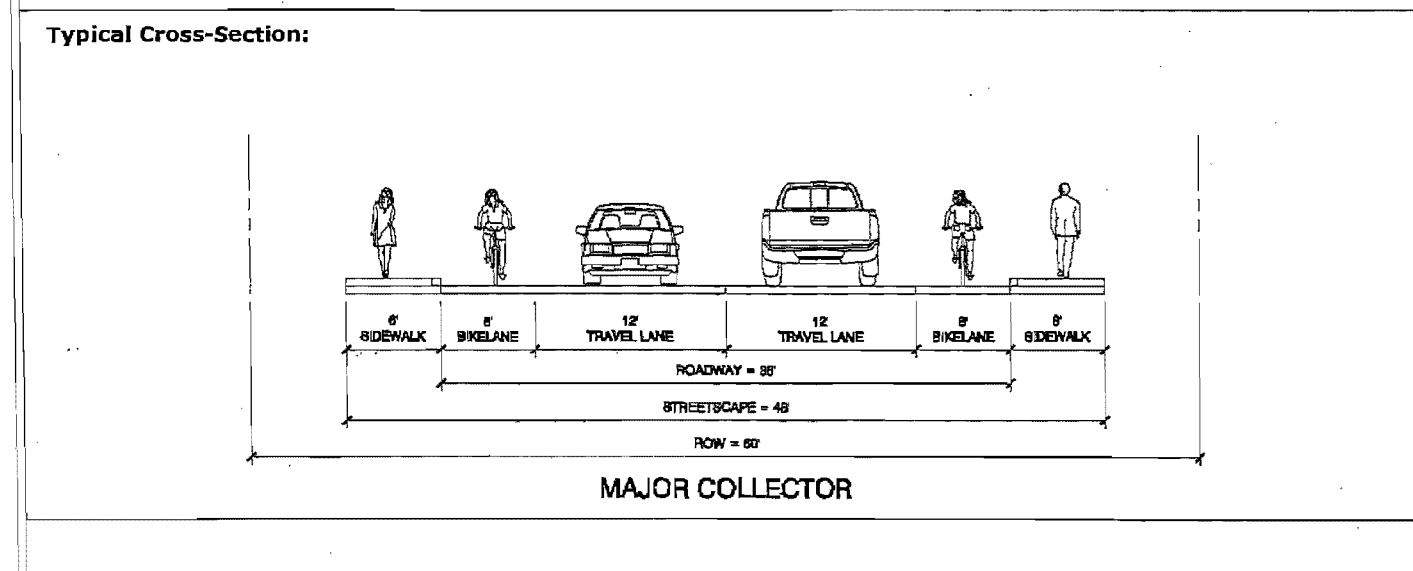 Typical Cross-Section:
6' 6' 12' 12' 6' 6'
SIDEWALK BIKELANE TRAVEL LANE TRAVEL LANE BIKELANE SIDEWALK
ROADWAY = 36'
STREETSCAPE = 48'
ROW = 60'
MAJOR COLLECTOR